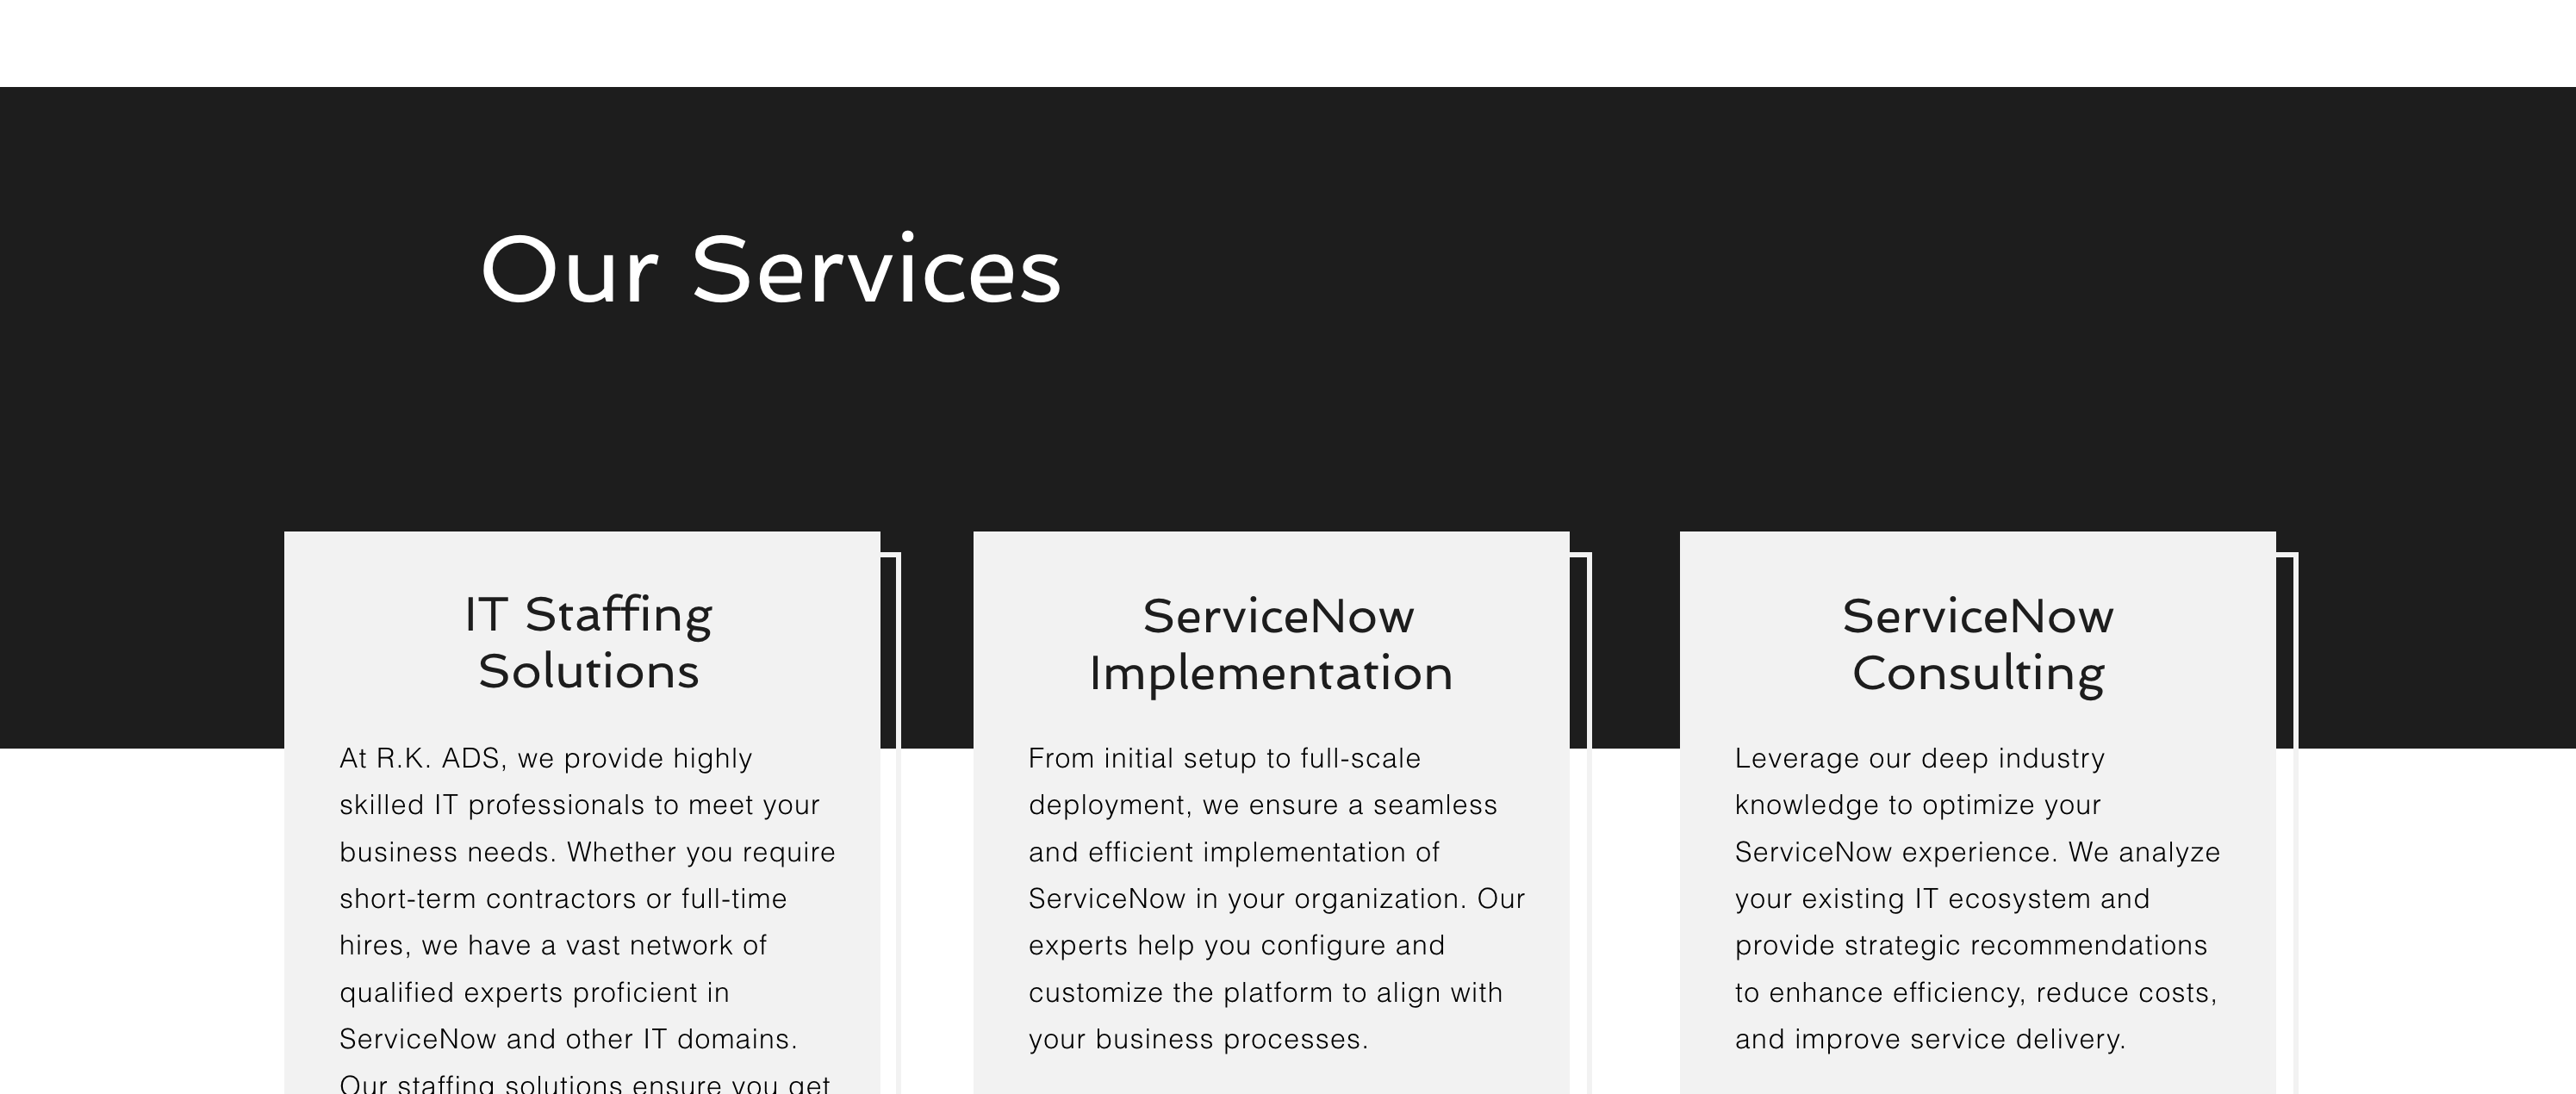 Our Services
IT Staffing
Solutions
At R.K. ADS, we provide highly
skilled IT professionals to meet your
business needs. Whether you require
short-term contractors or full-time
hires, we have a vast network of
qualified experts proficient in
ServiceNow and other IT domains.
Our staffing solutions ensure you get
ServiceNow
Implementation
From initial setup to full-scale
deployment, we ensure a seamless
and efficient implementation of
ServiceNow in your organization. Our
experts help you configure and
customize the platform to align with
your business processes.
ServiceNow
Consulting
Leverage our deep industry
knowledge to optimize your
ServiceNow experience. We analyze
your existing IT ecosystem and
provide strategic recommendations
to enhance efficiency, reduce costs,
and improve service delivery.